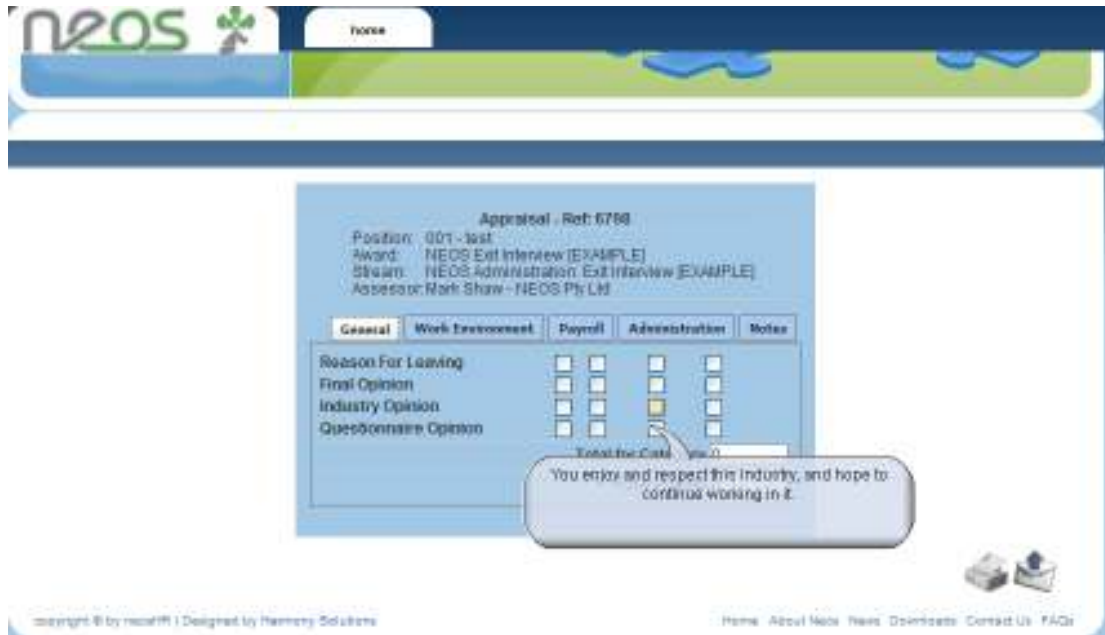 neos
home
Appraisal - Ref: 6798
Position: 001 - test
Award: NEOS Exit Interview [EXAMPLE]
Stream: NEOS Administration: Exit Interview [EXAMPLE]
Assessor: Mark Shaw - NEOS Pty Ltd
General Work Environment Payroll Administration Notes
Reason For Leaving
Final Opinion
Industry Opinion
Questionnaire Opinion
Total for Category 0
You enjoy and respect this Industry, and hope to
continue working in it.
copyright © by neosHR | Designed by Harmony Solutions
Home About Neos News Downloads Contact Us FAQs